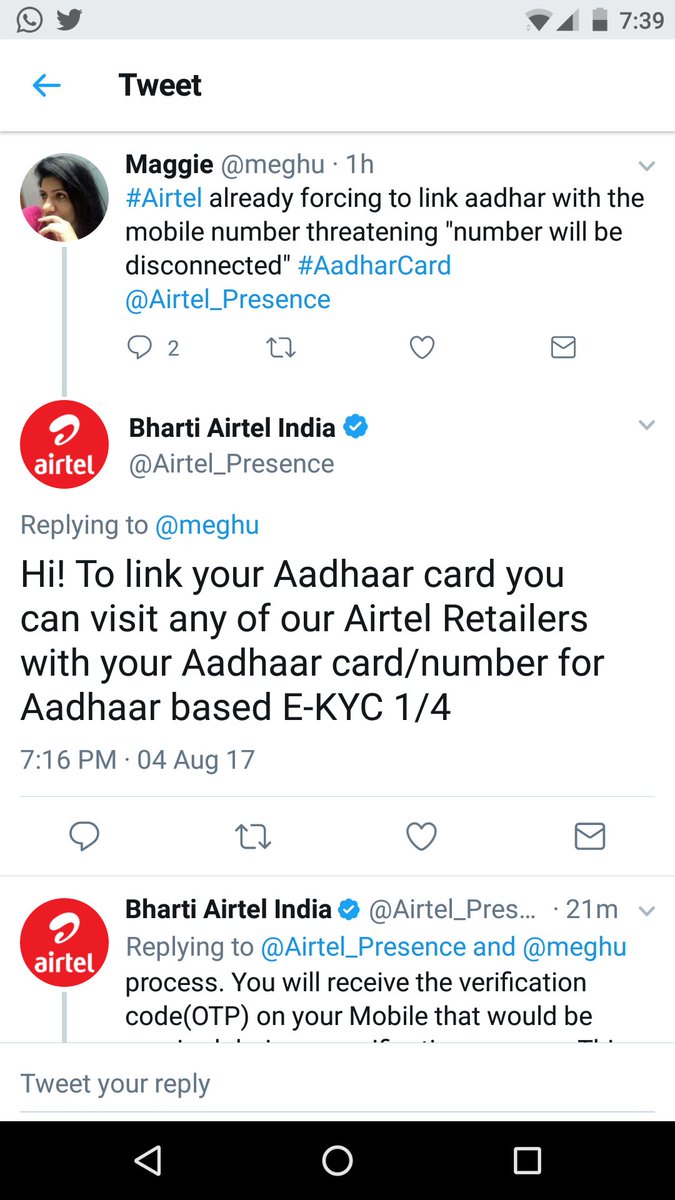 7:39
Tweet
Maggie @meghu · 1h
#Airtel already forcing to link aadhar with the
mobile number threatening "number will be
disconnected" #AadharCard
@Airtel_Presence
2
airtel
Bharti Airtel India
@Airtel_Presence
Replying to @meghu
Hi! To link your Aadhaar card you
can visit any of our Airtel Retailers
with your Aadhaar card/number for
Aadhaar based E-KYC 1/4
7:16 PM · 04 Aug 17
airtel
Bharti Airtel India @Airtel_Pres... · 21m
Replying to @Airtel_Presence and @meghu
process. You will receive the verification
code(OTP) on your Mobile that would be
Tweet your reply